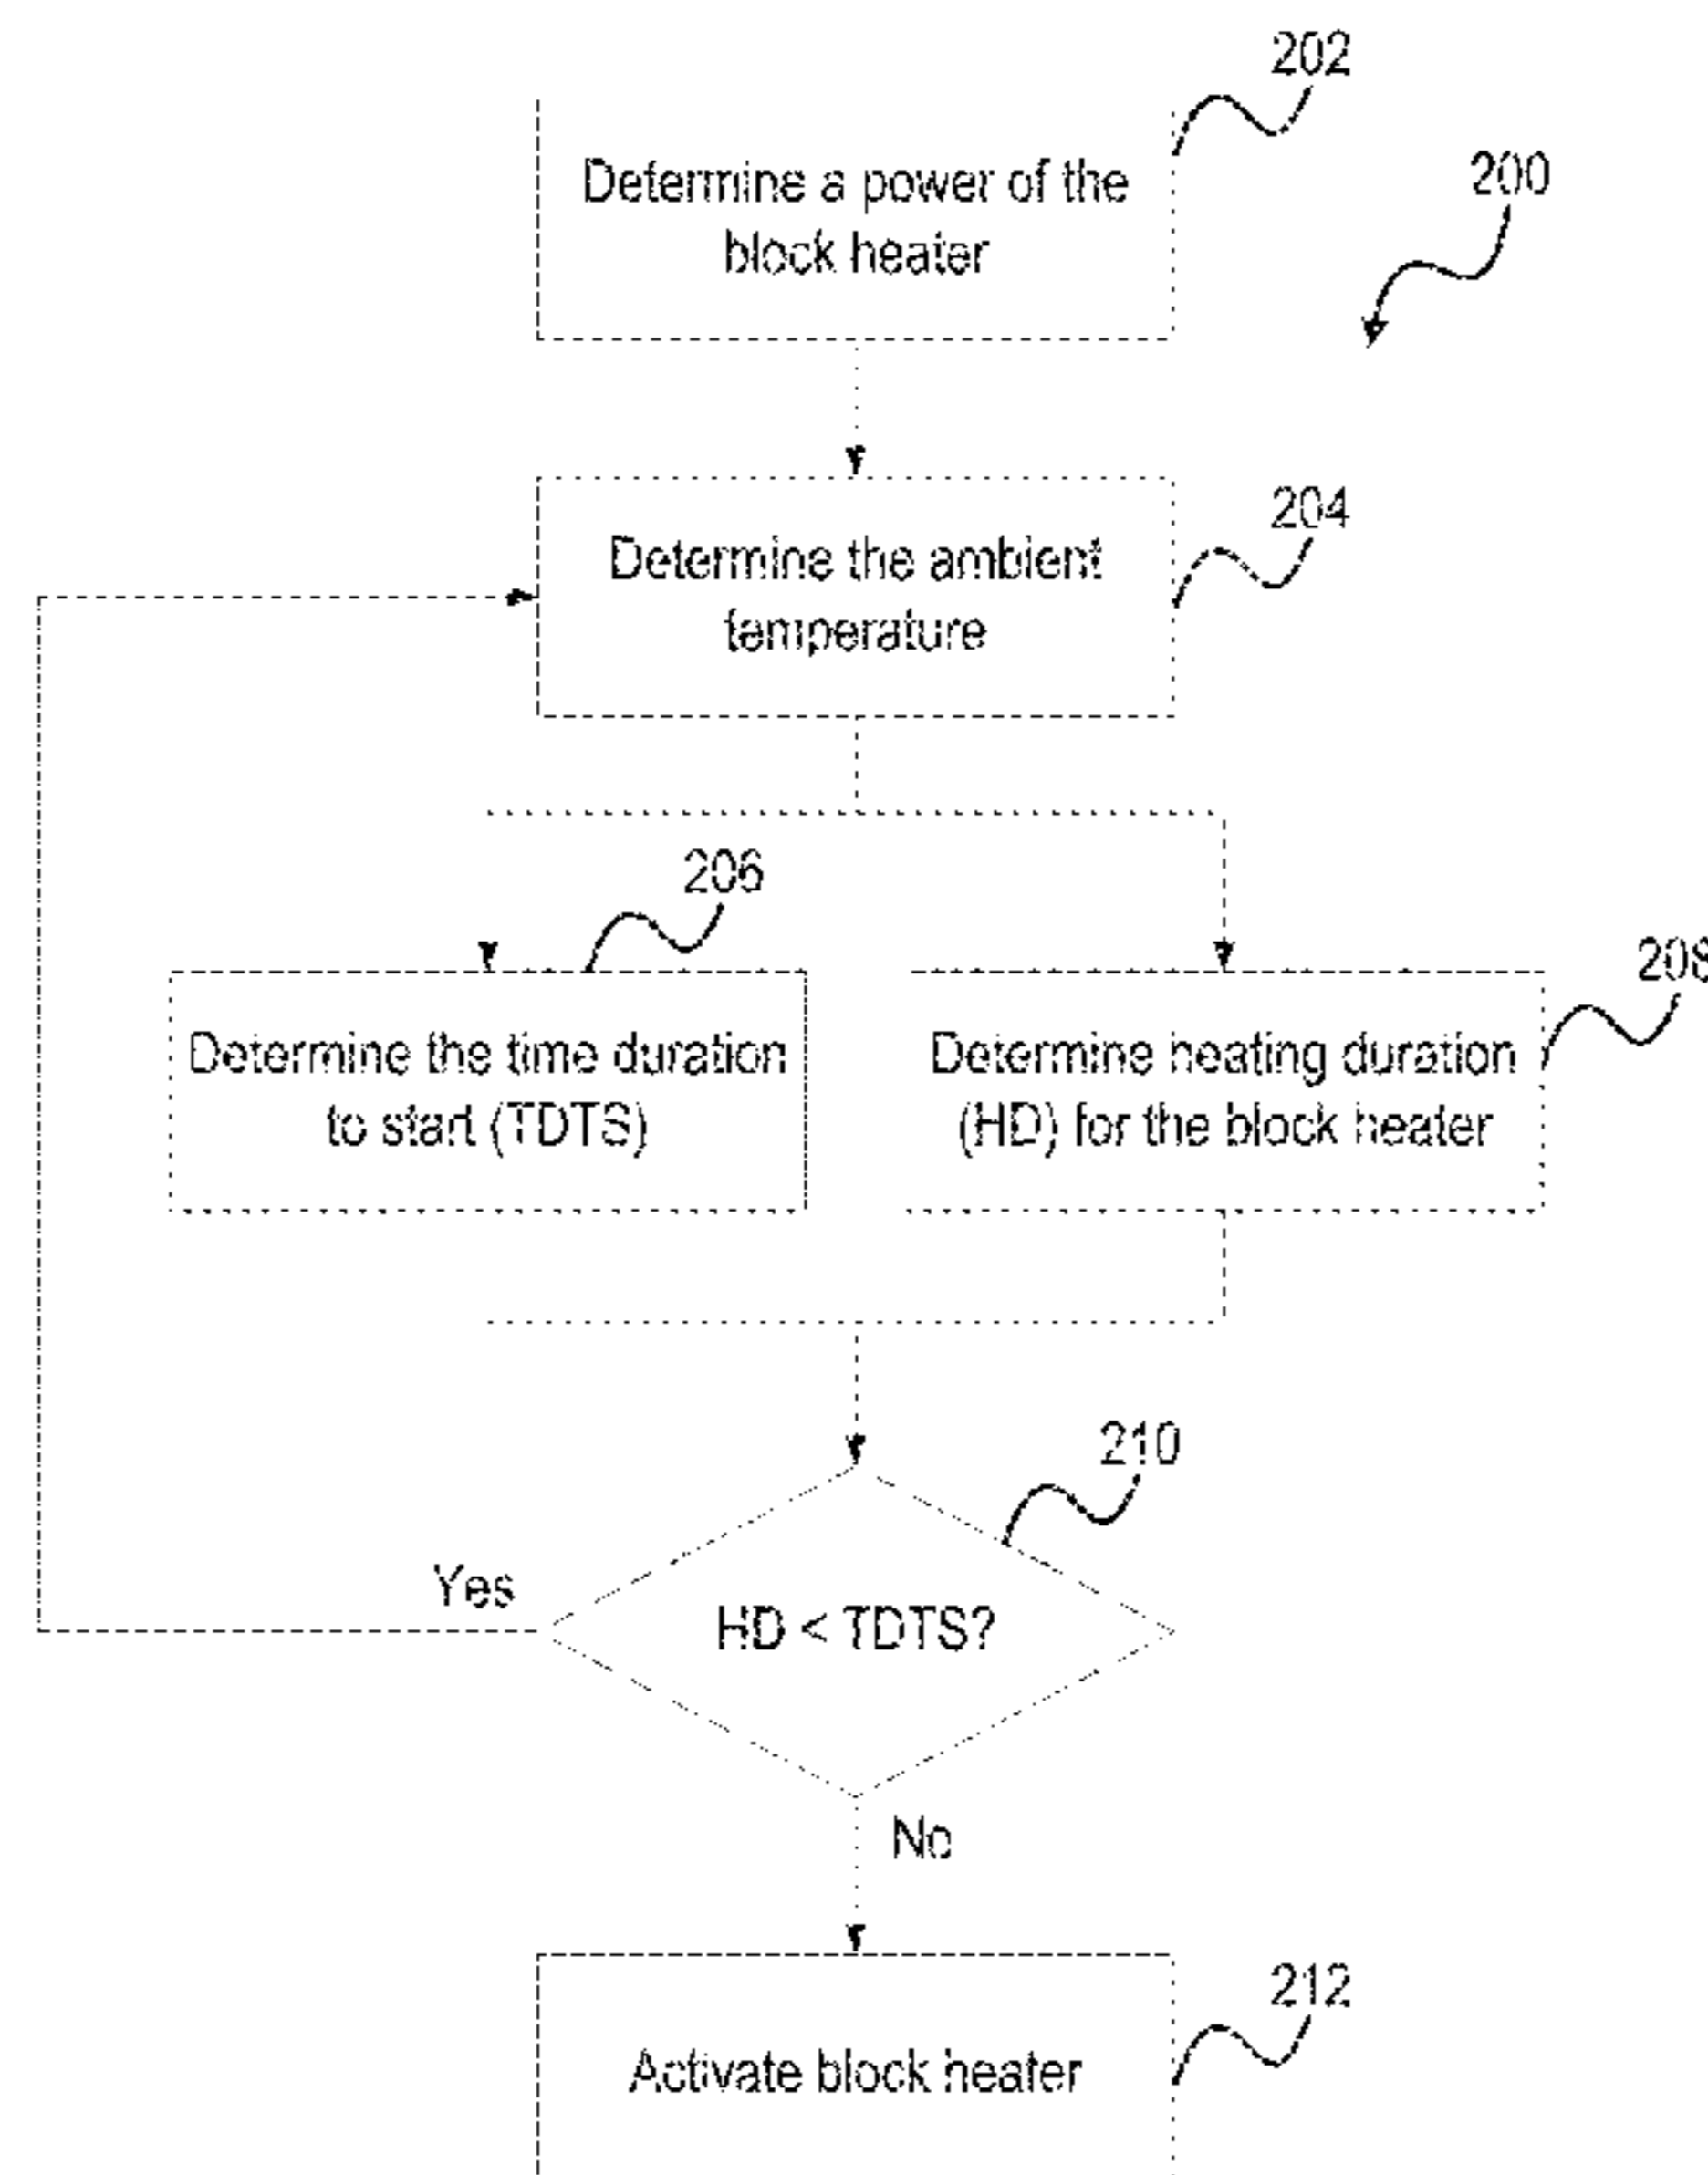 202
Determine a power of the
block heater
200
204
Determine the ambient
temperature
206
Determine the time duration
to start (TDTS)
208
Determine heating duration
(HD) for the block heater
210
Yes
HD < TDTS?
No
212
Activate block heater